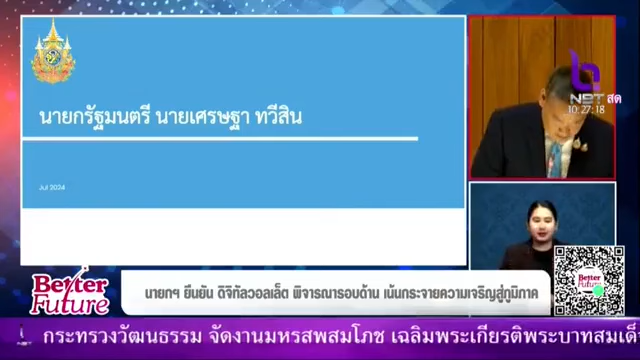 NBT สด
10:27:18
นายกรัฐมนตรี นายเศรษฐา ทวีสิน
Jul 2024
Better
Future
นายกฯ ยืนยัน ดิจิทัลวอลเล็ต พิจารณารอบด้าน เน้นกระจายความเจริญสู่ภูมิภาค
กระทรวงวัฒนธรรม จัดงานมหรสพสมโภช เฉลิมพระเกียรติพระบาทสมเด็